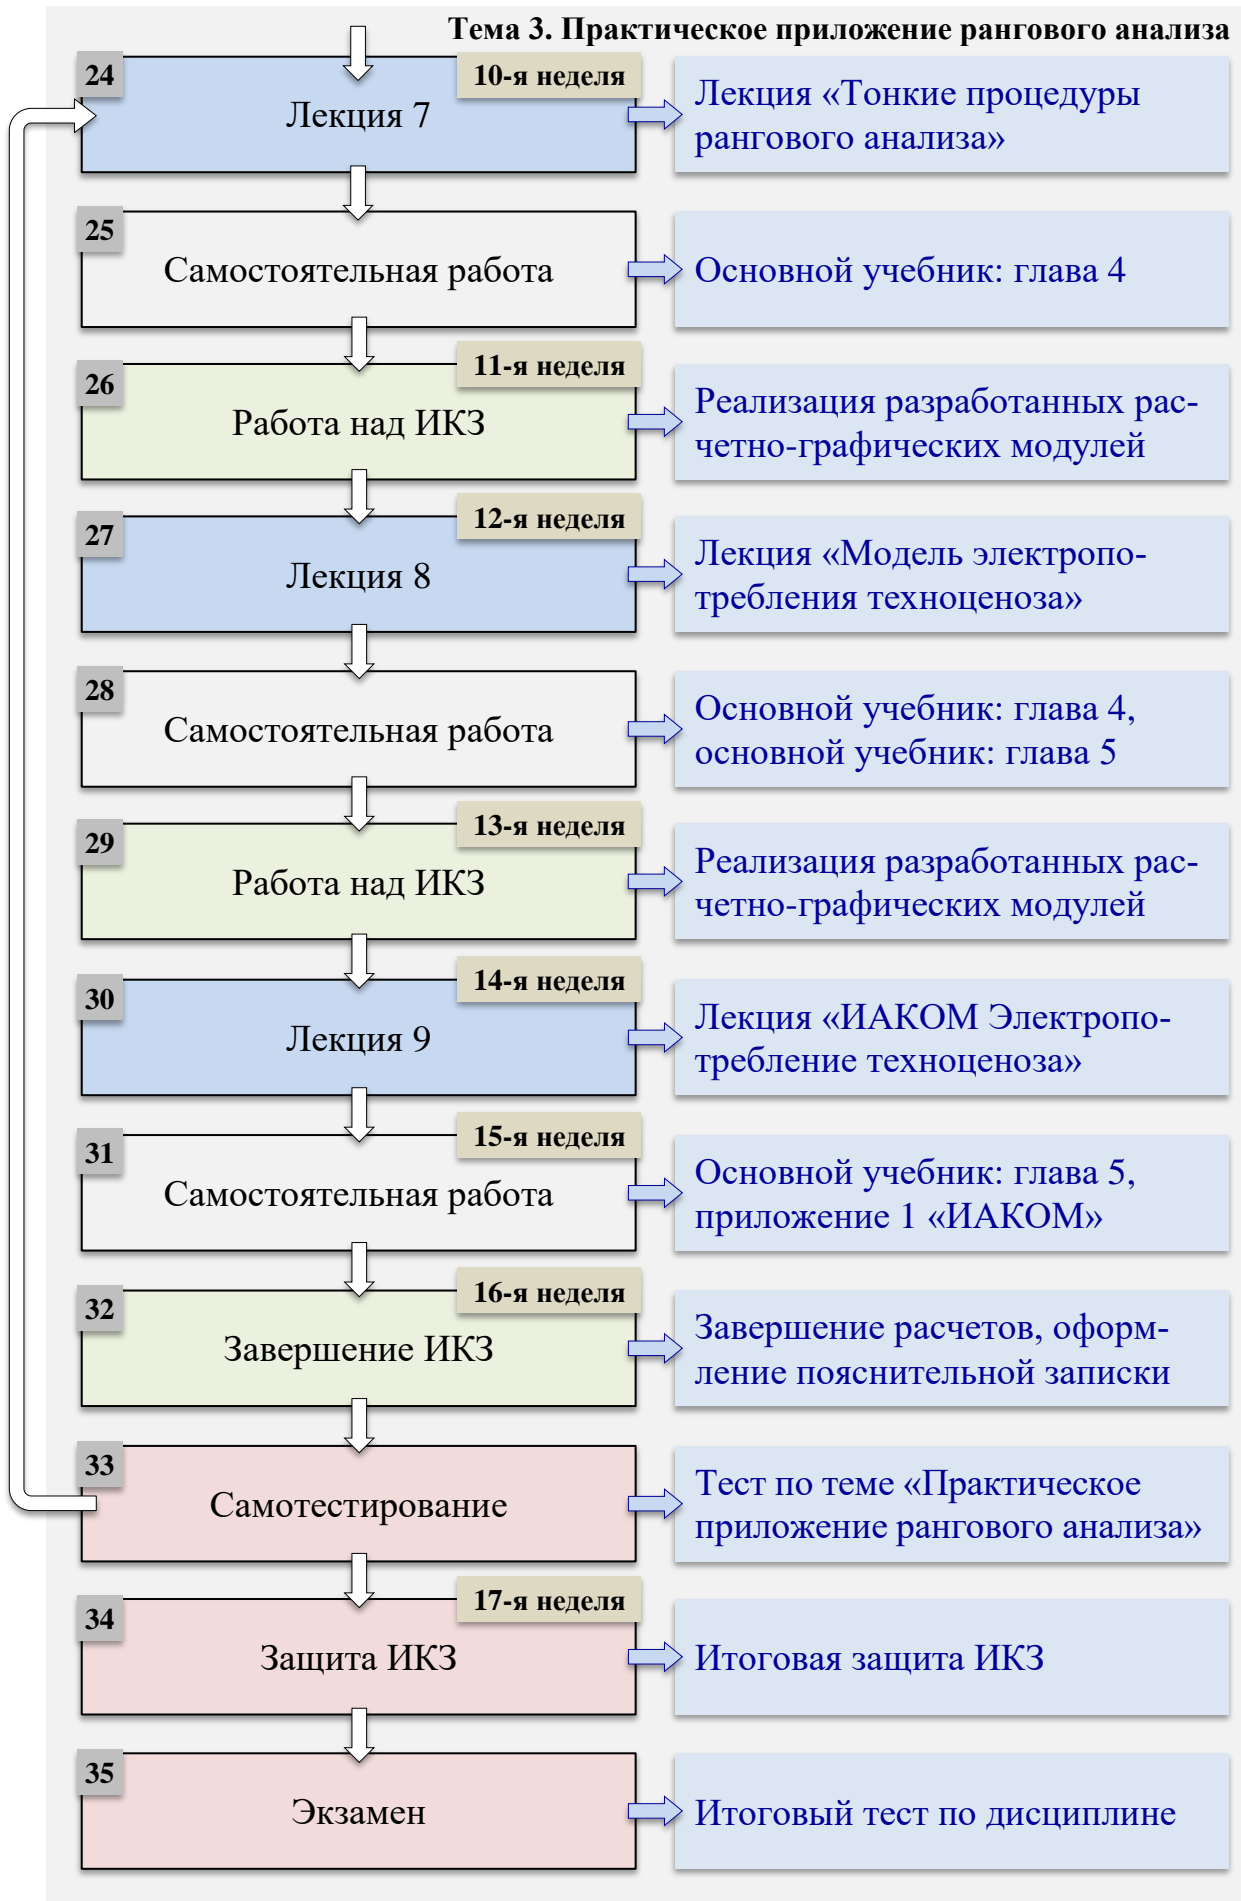 Тема 3. Практическое приложение рангового анализа
24
10-я неделя
Лекция 7
Лекция «Тонкие процедуры
рангового анализа»
25
Самостоятельная работа
Основной учебник: глава 4
26
11-я неделя
Работа над ИКЗ
Реализация разработанных рас-
четно-графических модулей
27
12-я неделя
Лекция 8
Лекция «Модель электропо-
требления техноценоза»
28
Самостоятельная работа
Основной учебник: глава 4,
основной учебник: глава 5
29
13-я неделя
Работа над ИКЗ
Реализация разработанных рас-
четно-графических модулей
30
14-я неделя
Лекция 9
Лекция «ИАКОМ Электропо-
требление техноценоза»
31
15-я неделя
Самостоятельная работа
Основной учебник: глава 5,
приложение 1 «ИАКОМ»
32
16-я неделя
Завершение ИКЗ
Завершение расчетов, оформ-
ление пояснительной записки
33
Самотестирование
Тест по теме «Практическое
приложение рангового анализа»
34
17-я неделя
Защита ИКЗ
Итоговая защита ИКЗ
35
Экзамен
Итоговый тест по дисциплине